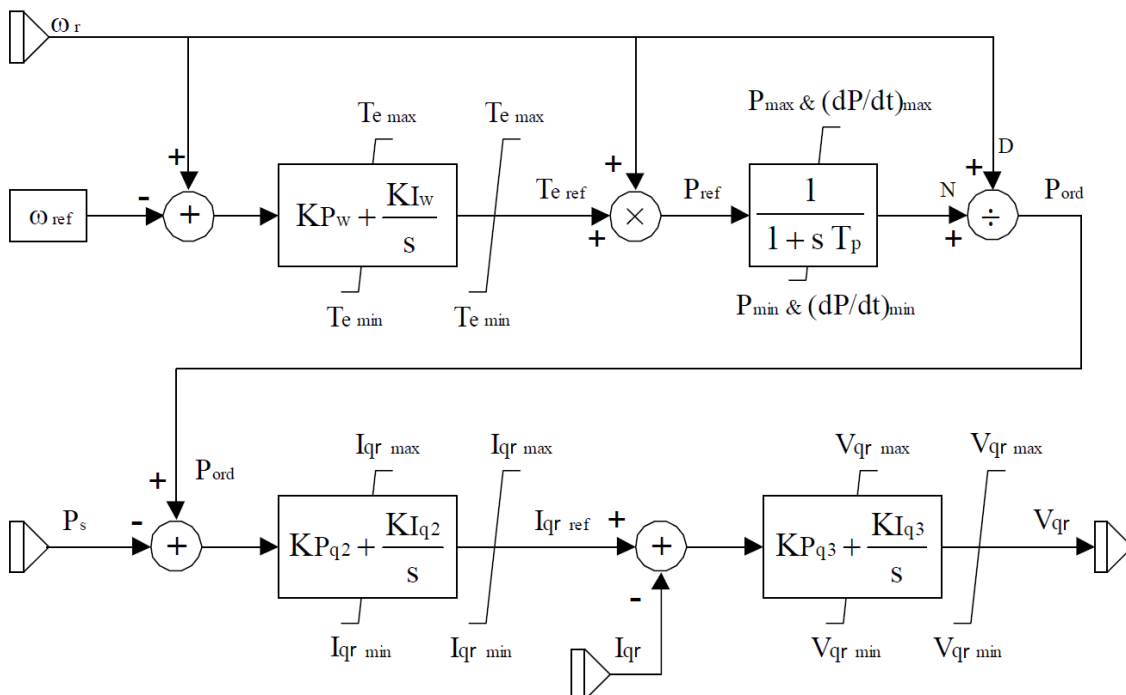 ω r
Te max
Te max
Pmax & (dP/dt)max
+
+
D
+
ω ref
-
+
KPw + KIw/s
Te ref
+
×
Pref
1/(1 + s Tp)
N
+
÷
Pord
Te min
Te min
Pmin & (dP/dt)min
Iqr max
Iqr max
Vqr max
Vqr max
+
Pord
Ps
-
+
KPq2 + KIq2/s
Iqr ref
+
+
-
KPq3 + KIq3/s
Vqr
Iqr min
Iqr min
Iqr
Vqr min
Vqr min